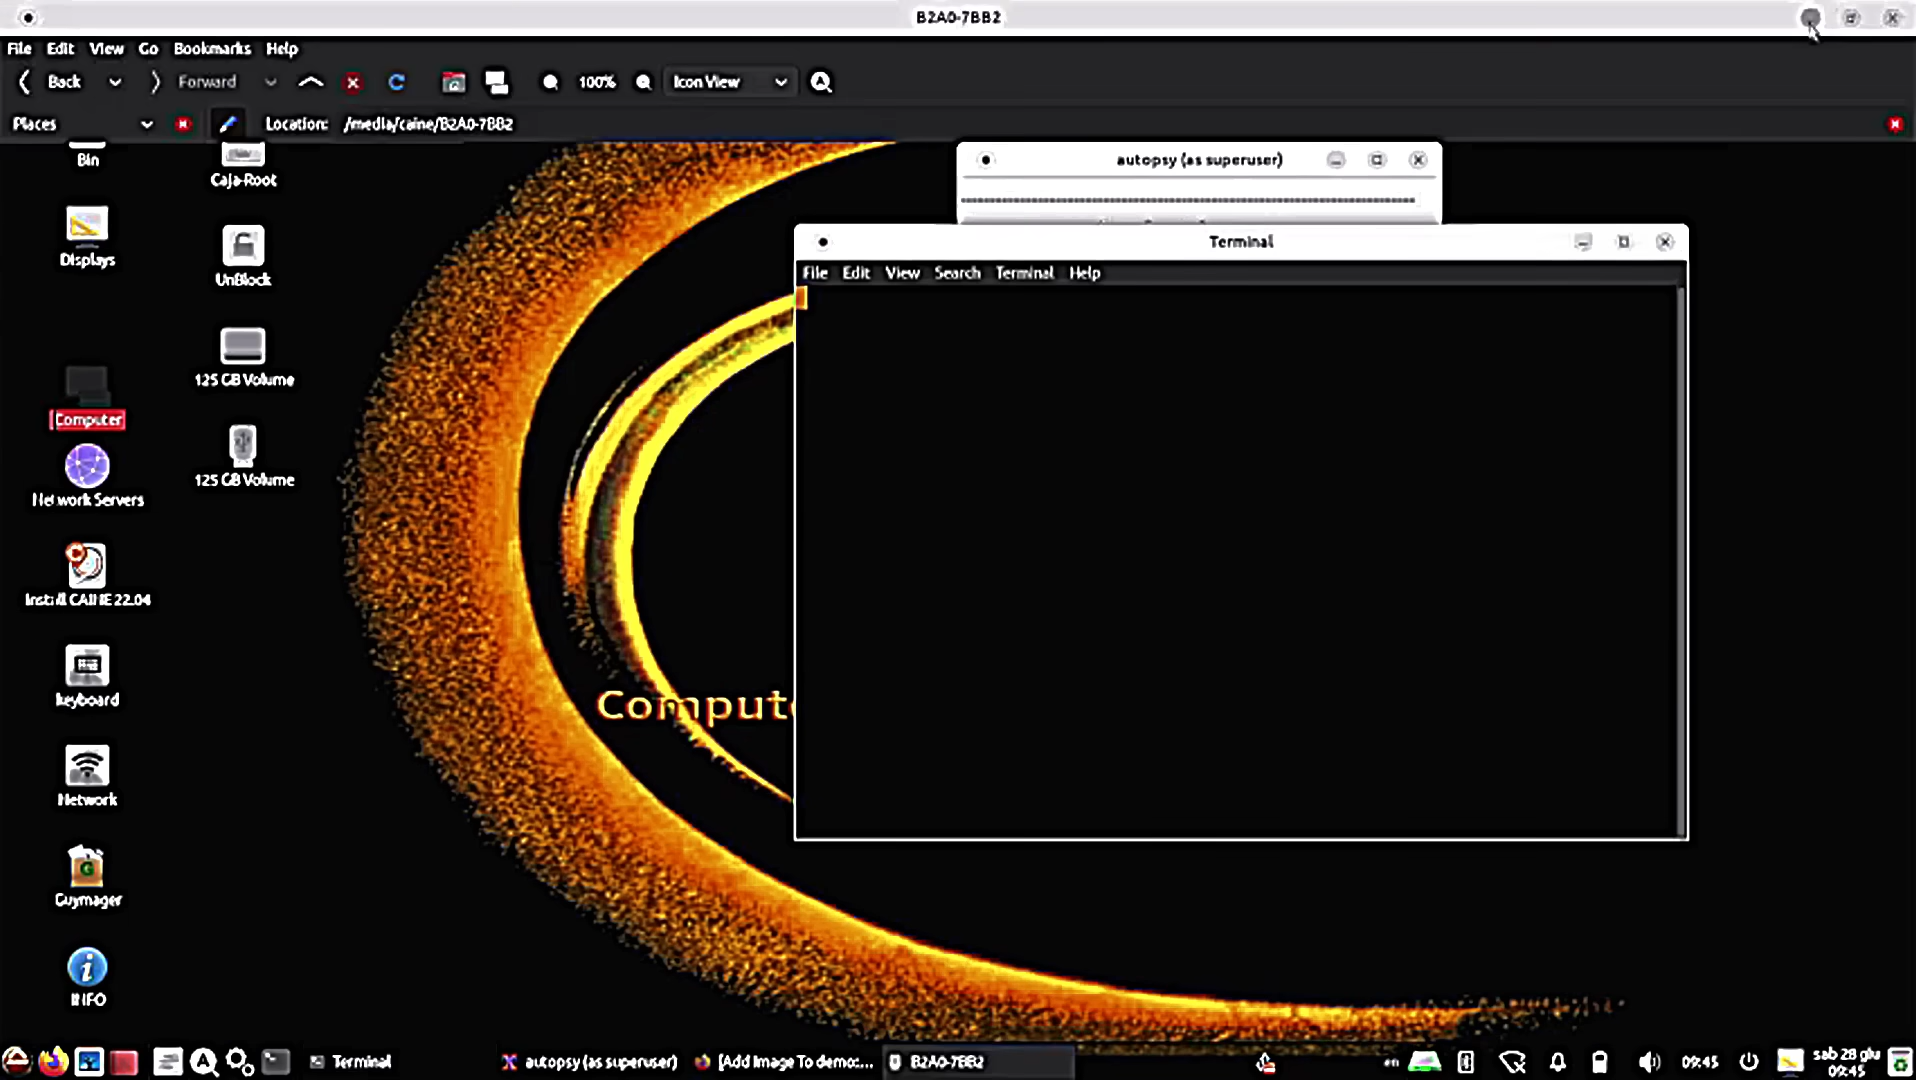 B2A0-7BB2
File Edit View Go Bookmarks Help
Back Forward 100% Icon View
Places Location: /media/caine/B2A0-7BB2
Bin
Caja-Root
autopsy (as superuser)
Displays
UnBlock
Terminal
File Edit View Search Terminal Help
125 GB Volume
Computer
125 GB Volume
Network Servers
Install CAINE 22.04
keyboard
Compute
Network
Guymager
INFO
Terminal autopsy (as superuser) [Add Image To demo:... B2A0-7BB2 en 09:45 sab 28 giu
09:45